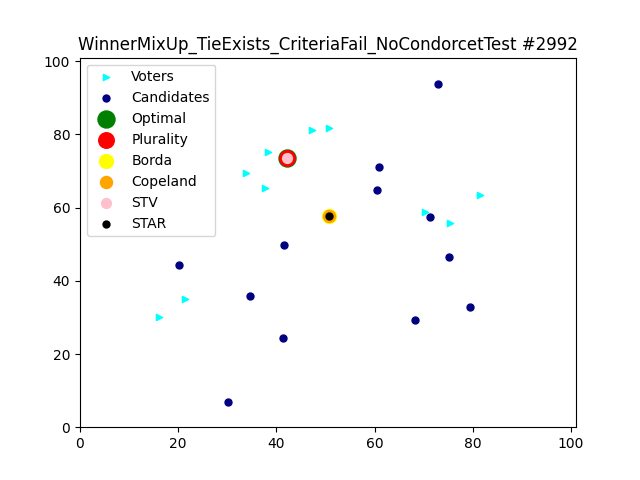 WinnerMixUp_TieExists_CriteriaFail_NoCondorcetTest #2992
100
80
60
40
20
0
Voters
Candidates
Optimal
Plurality
Borda
Copeland
STV
STAR
0 20 40 60 80 100